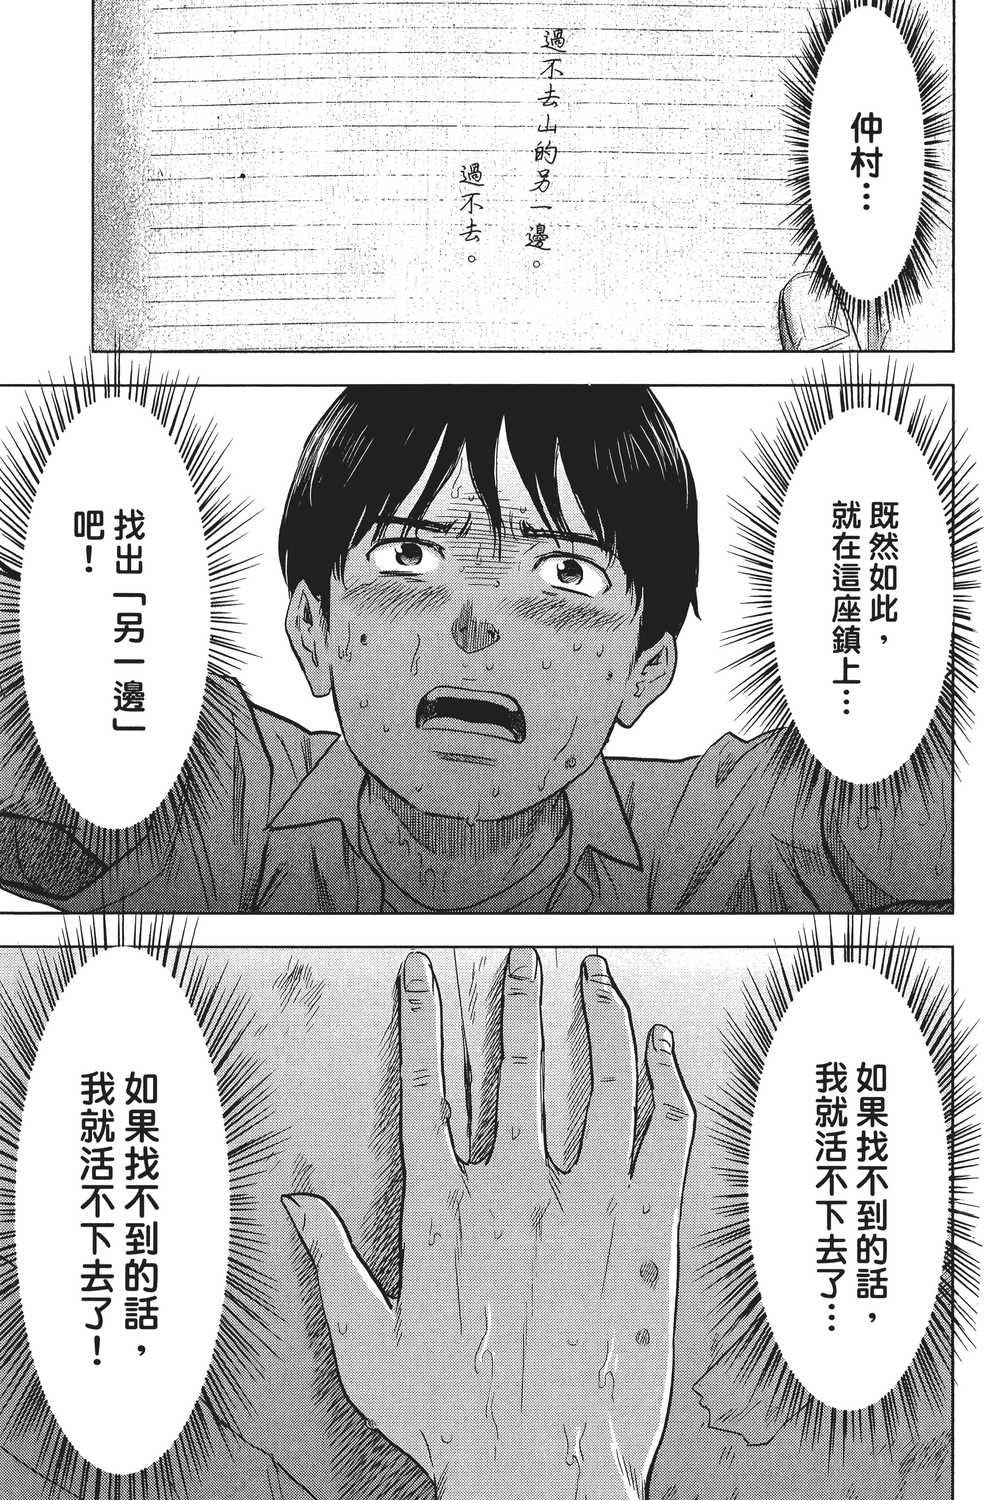 仲村…
過不去山的另一邊。
過不去。
既然如此，
就在這座鎮上…
找出「另一邊」
吧！
如果找不到的話，
我就活不下去了…
如果找不到的話，
我就活不下去了！